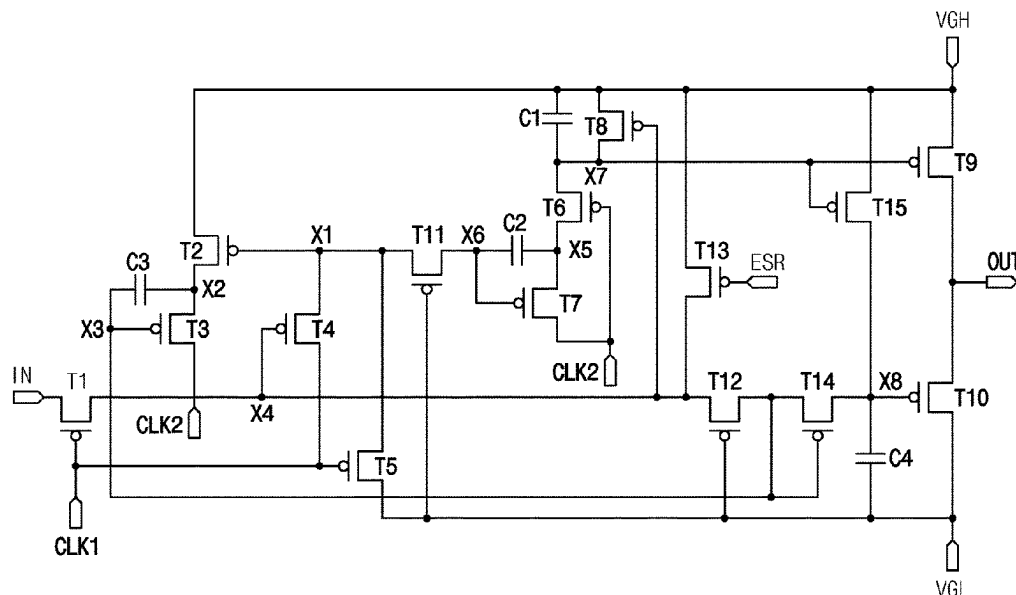 VGH
C1
T8
X7
T9
T6
T15
X1
T11
X6
C2
X5
T2
T13
ESR
C3
X2
OUT
T7
X3
T3
T4
IN
T1
CLK2
T12
T14
X8
T10
CLK2
X4
T5
C4
CLK1
VGL